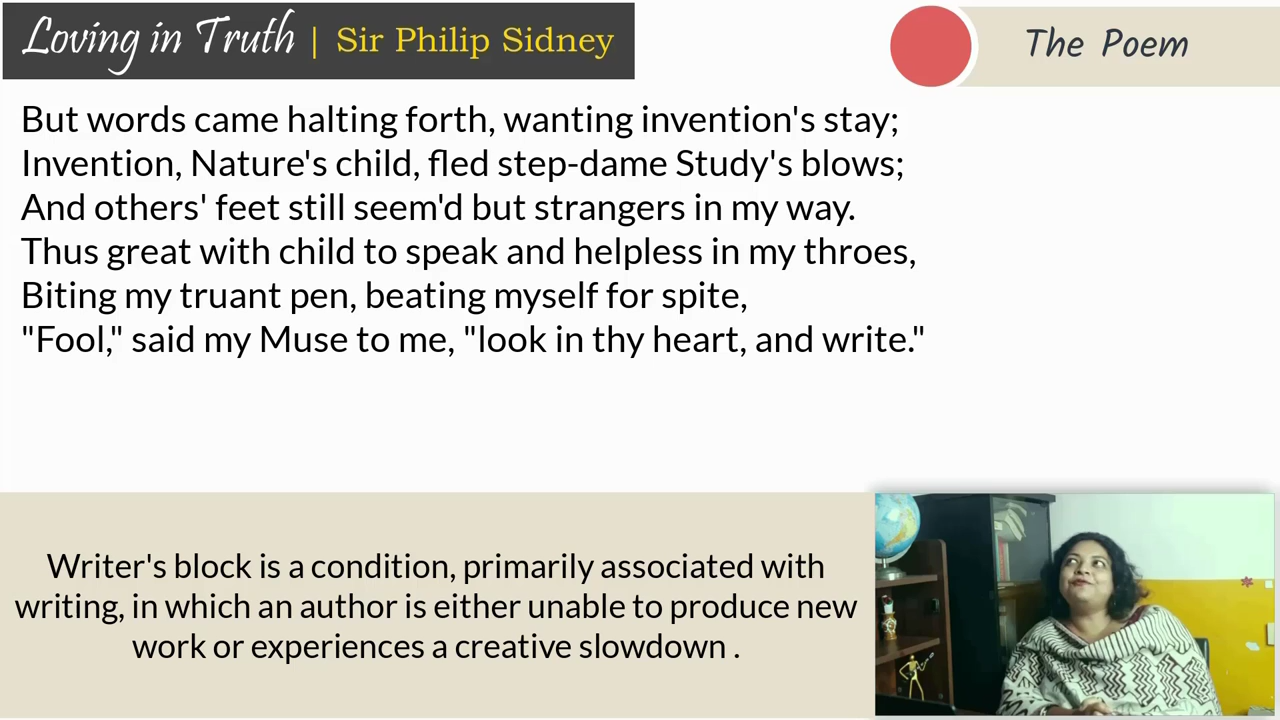 Loving in Truth | Sir Philip Sidney
The Poem
But words came halting forth, wanting invention's stay;
Invention, Nature's child, fled step-dame Study's blows;
And others' feet still seem'd but strangers in my way.
Thus great with child to speak and helpless in my throes,
Biting my truant pen, beating myself for spite,
"Fool," said my Muse to me, "look in thy heart, and write."
Writer's block is a condition, primarily associated with
writing, in which an author is either unable to produce new
work or experiences a creative slowdown .